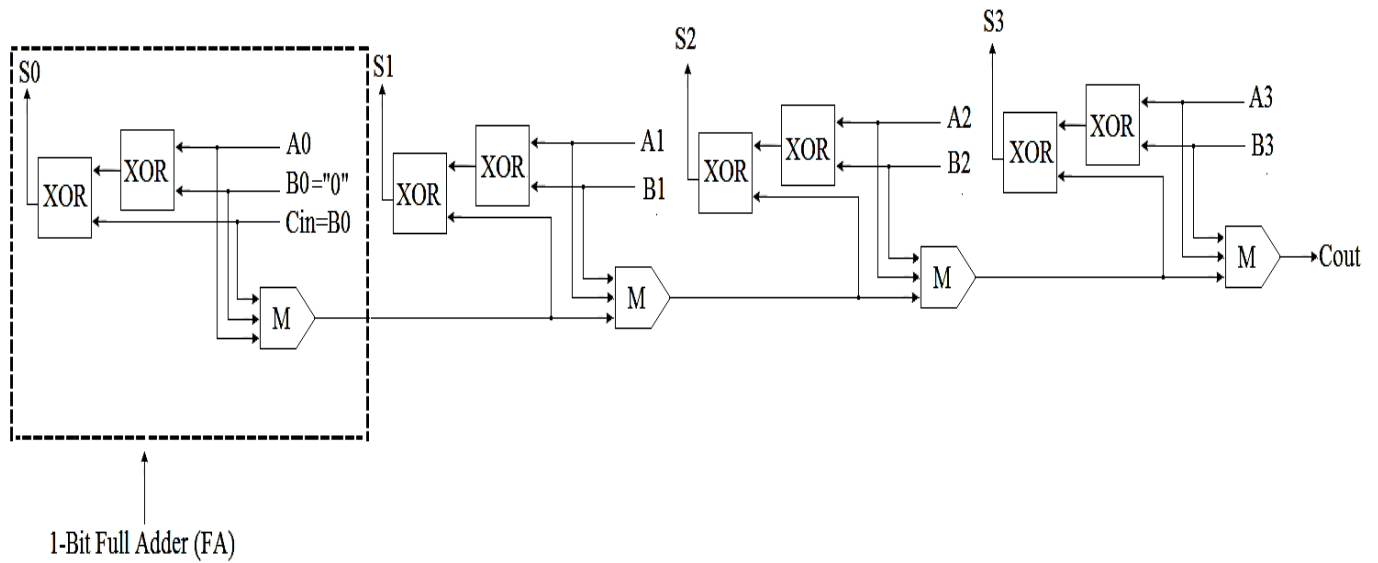 S0
XOR
XOR
A0
B0="0"
Cin=B0
M
1-Bit Full Adder (FA)
S1
XOR
XOR
A1
B1
M
S2
XOR
XOR
A2
B2
M
S3
XOR
XOR
A3
B3
M
Cout